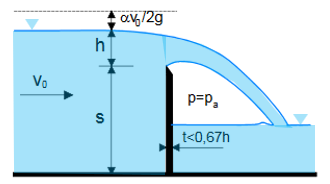 αv₀/2g
h
v₀
s
p=pₐ
t<0,67h